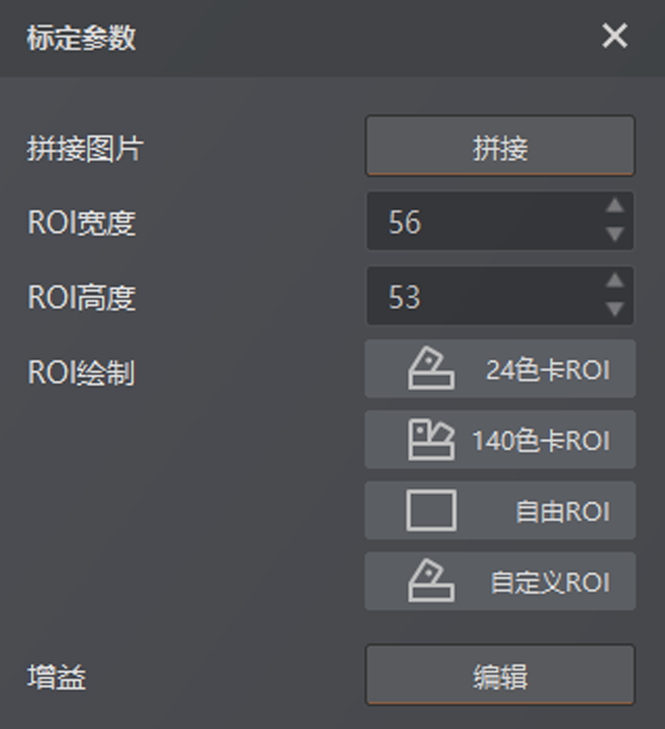 标定参数
拼接图片 拼接
ROI宽度 56
ROI高度 53
ROI绘制 24色卡ROI
140色卡ROI
自由ROI
自定义ROI
增益 编辑